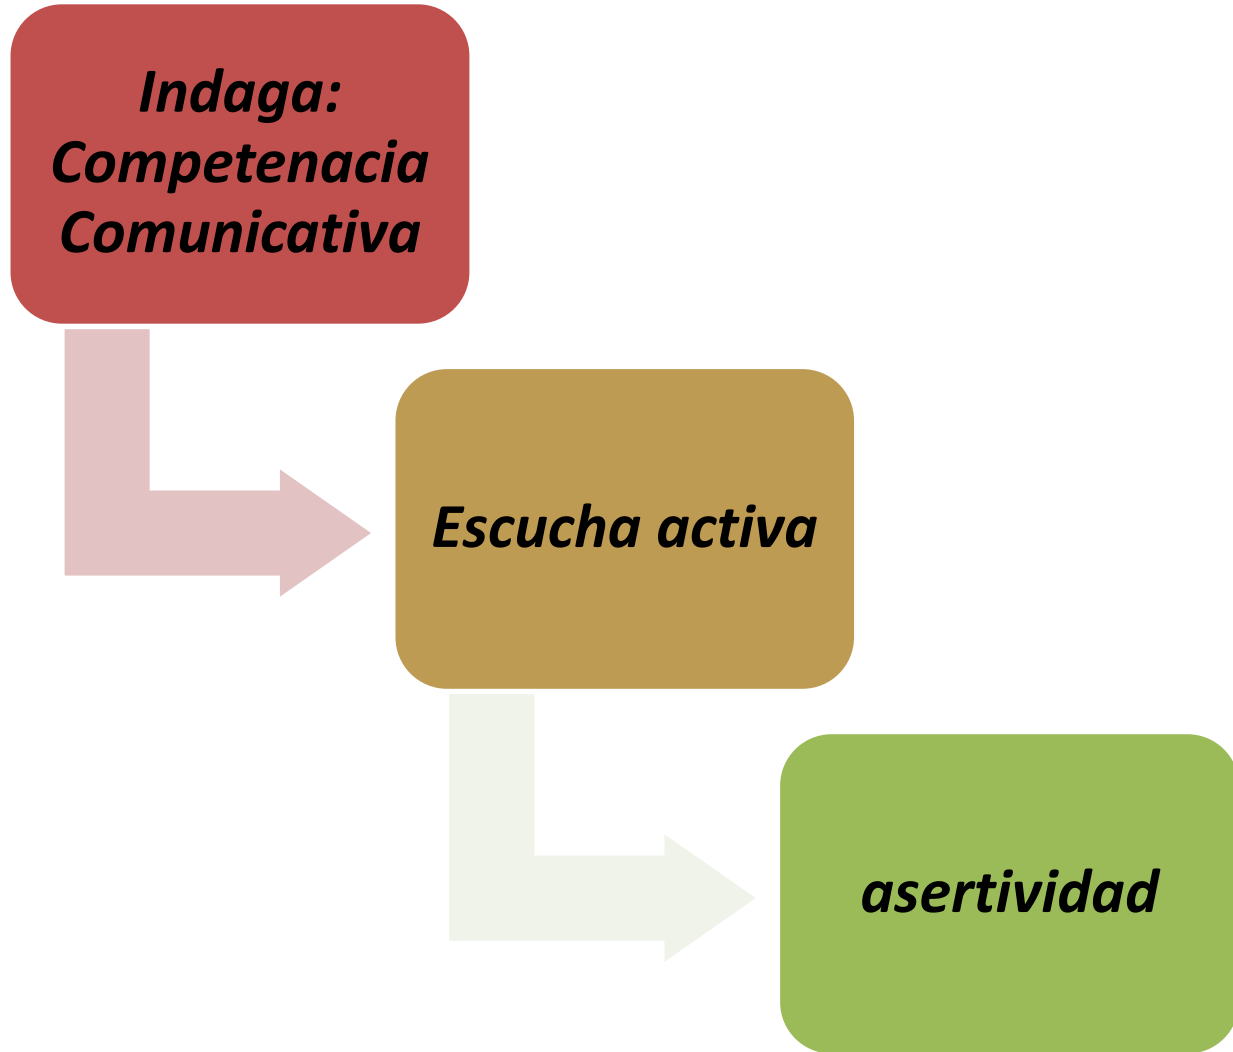 Indaga:
Competenacia
Comunicativa
Escucha activa
asertividad